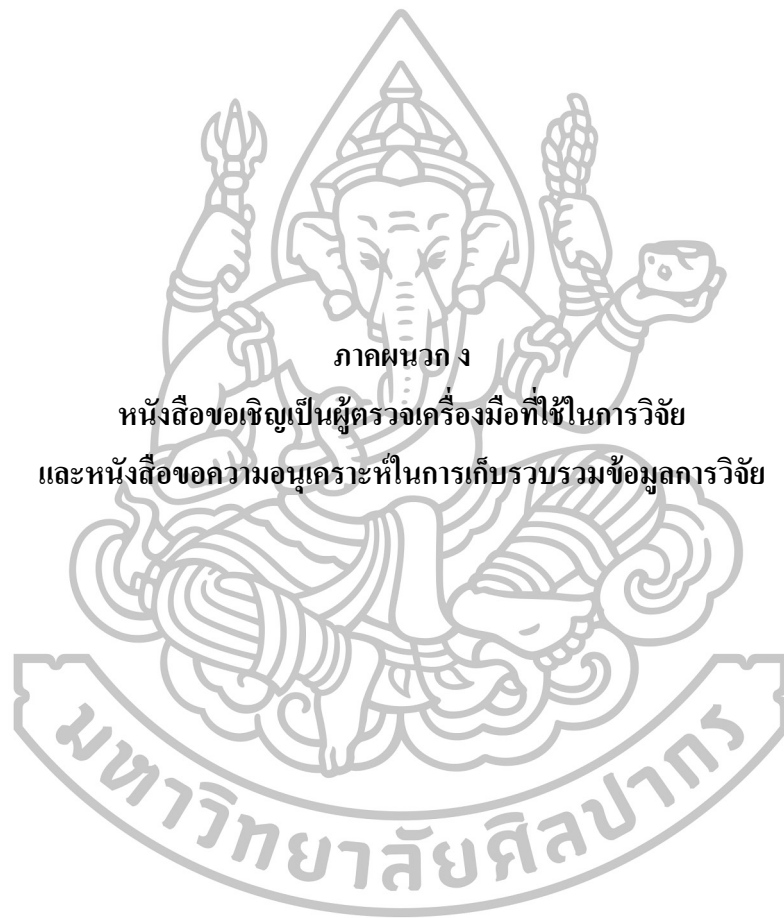 ภาคผนวก ง
หนังสือขอเชิญเป็นผู้ตรวจเครื่องมือที่ใช้ในการวิจัย
และหนังสือขอความอนุเคราะห์ในการเก็บรวบรวมข้อมูลการวิจัย
มหาวิทยาลัยศิลปากร